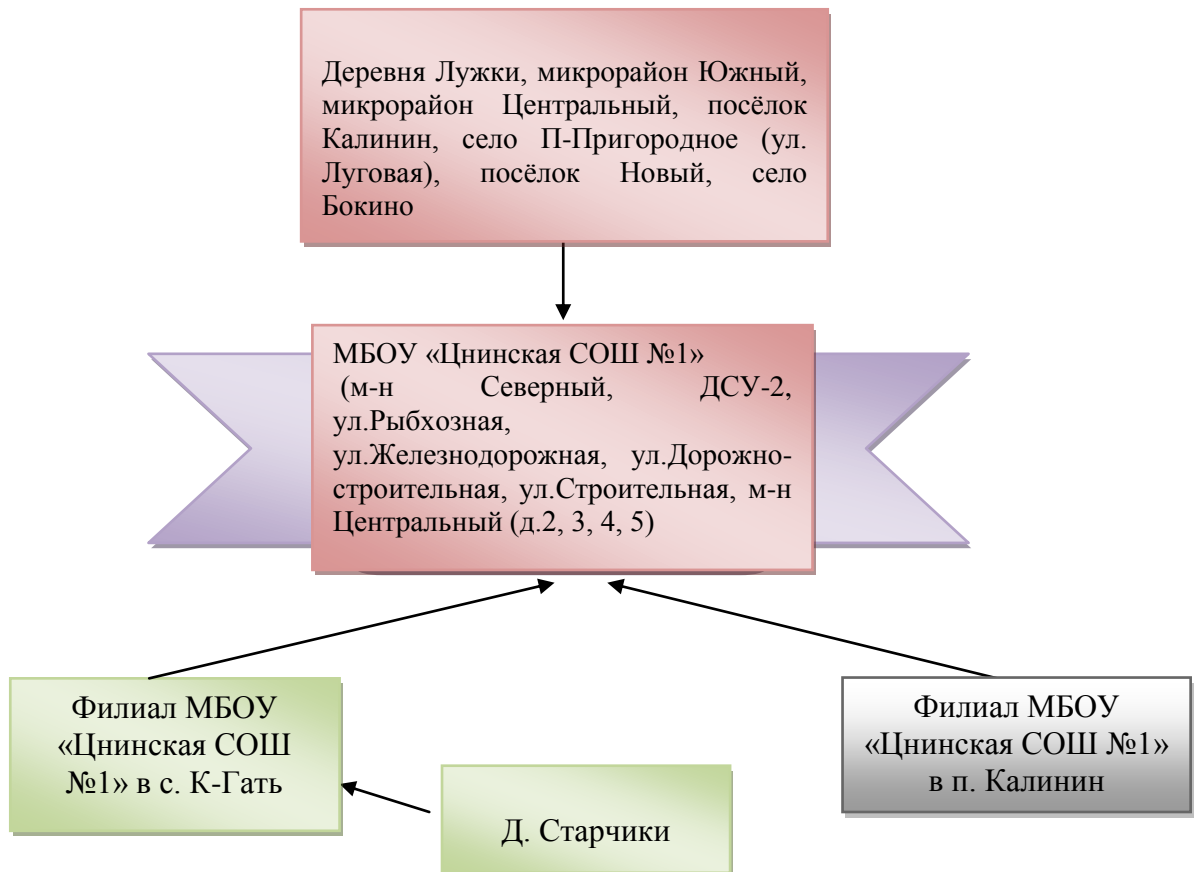 Деревня Лужки, микрорайон Южный,
микрорайон Центральный, посёлок
Калинин, село П-Пригородное (ул.
Луговая), посёлок Новый, село
Бокино
МБОУ «Цнинская СОШ №1»
(м-н Северный, ДСУ-2,
ул.Рыбхозная,
ул.Железнодорожная, ул.Дорожно-
строительная, ул.Строительная, м-н
Центральный (д.2, 3, 4, 5)
Филиал МБОУ
«Цнинская СОШ
№1» в с. К-Гать
Д. Старчики
Филиал МБОУ
«Цнинская СОШ №1»
в п. Калинин